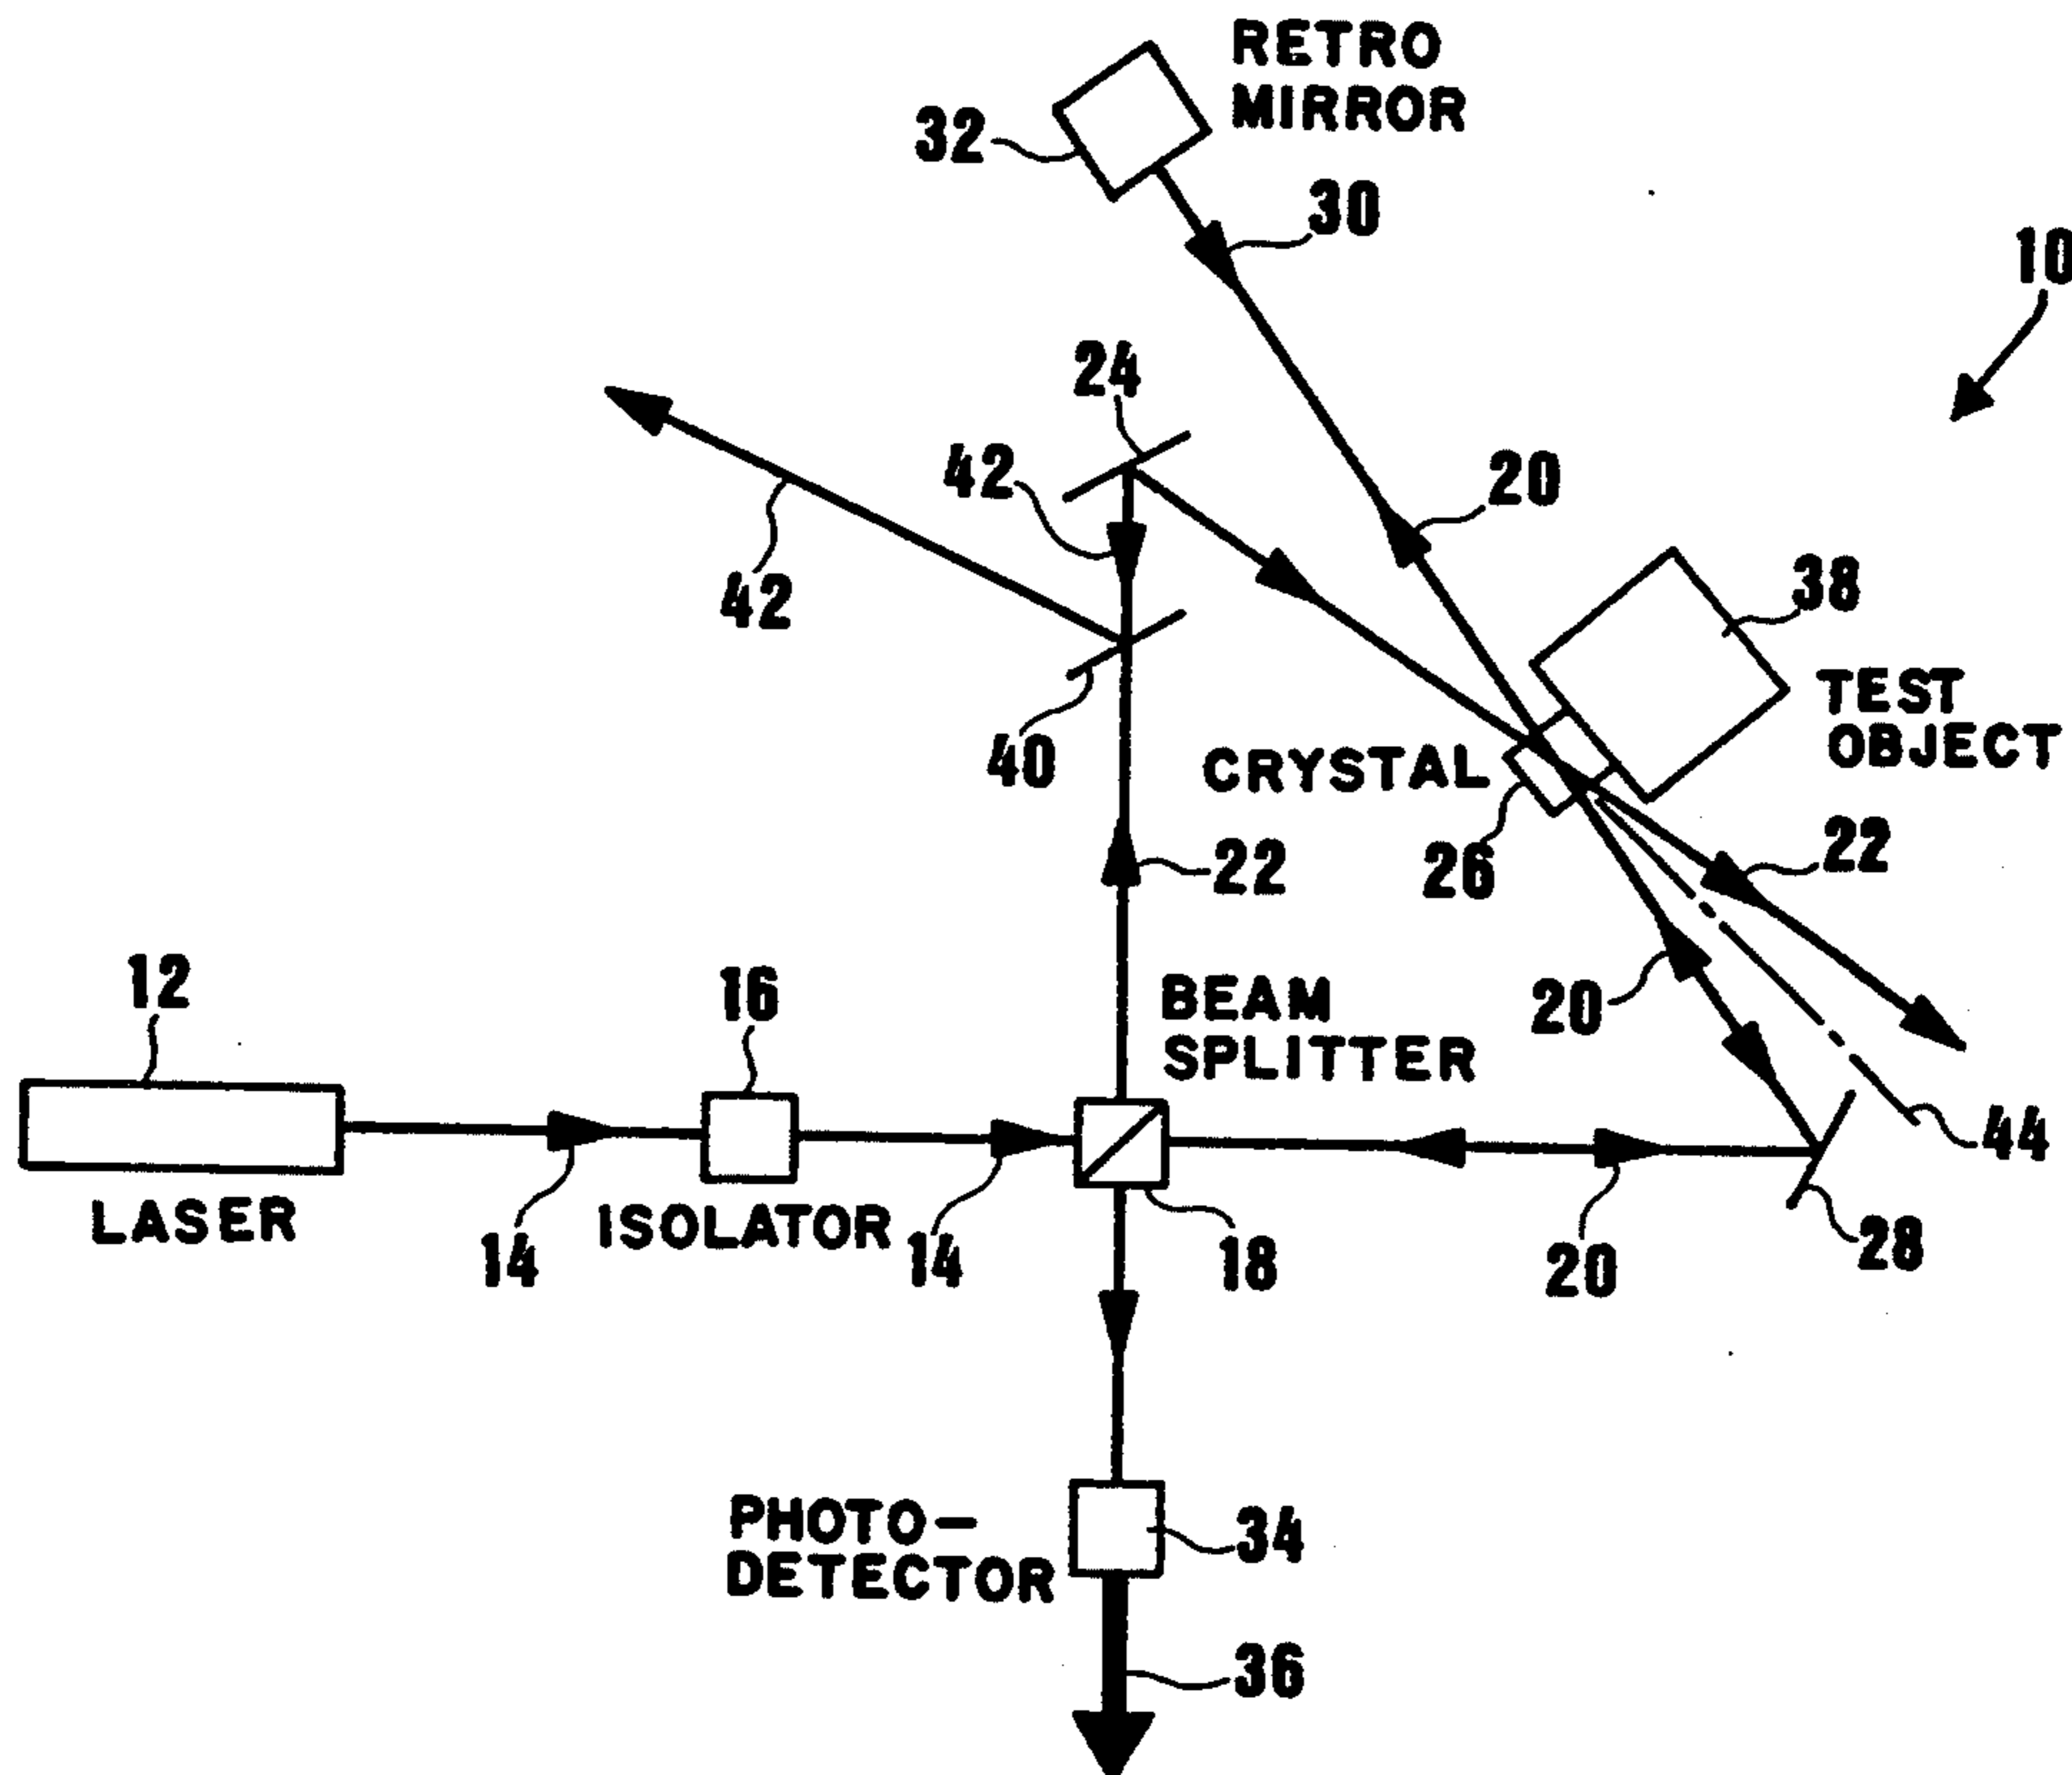 RETRO
MIRROR
32
30
10
24
42
20
38
42
TEST
OBJECT
40
CRYSTAL
22
26
22
12
16
BEAM
SPLITTER
20
44
LASER
14
ISOLATOR
14
18
20
28
PHOTO-
DETECTOR
34
36